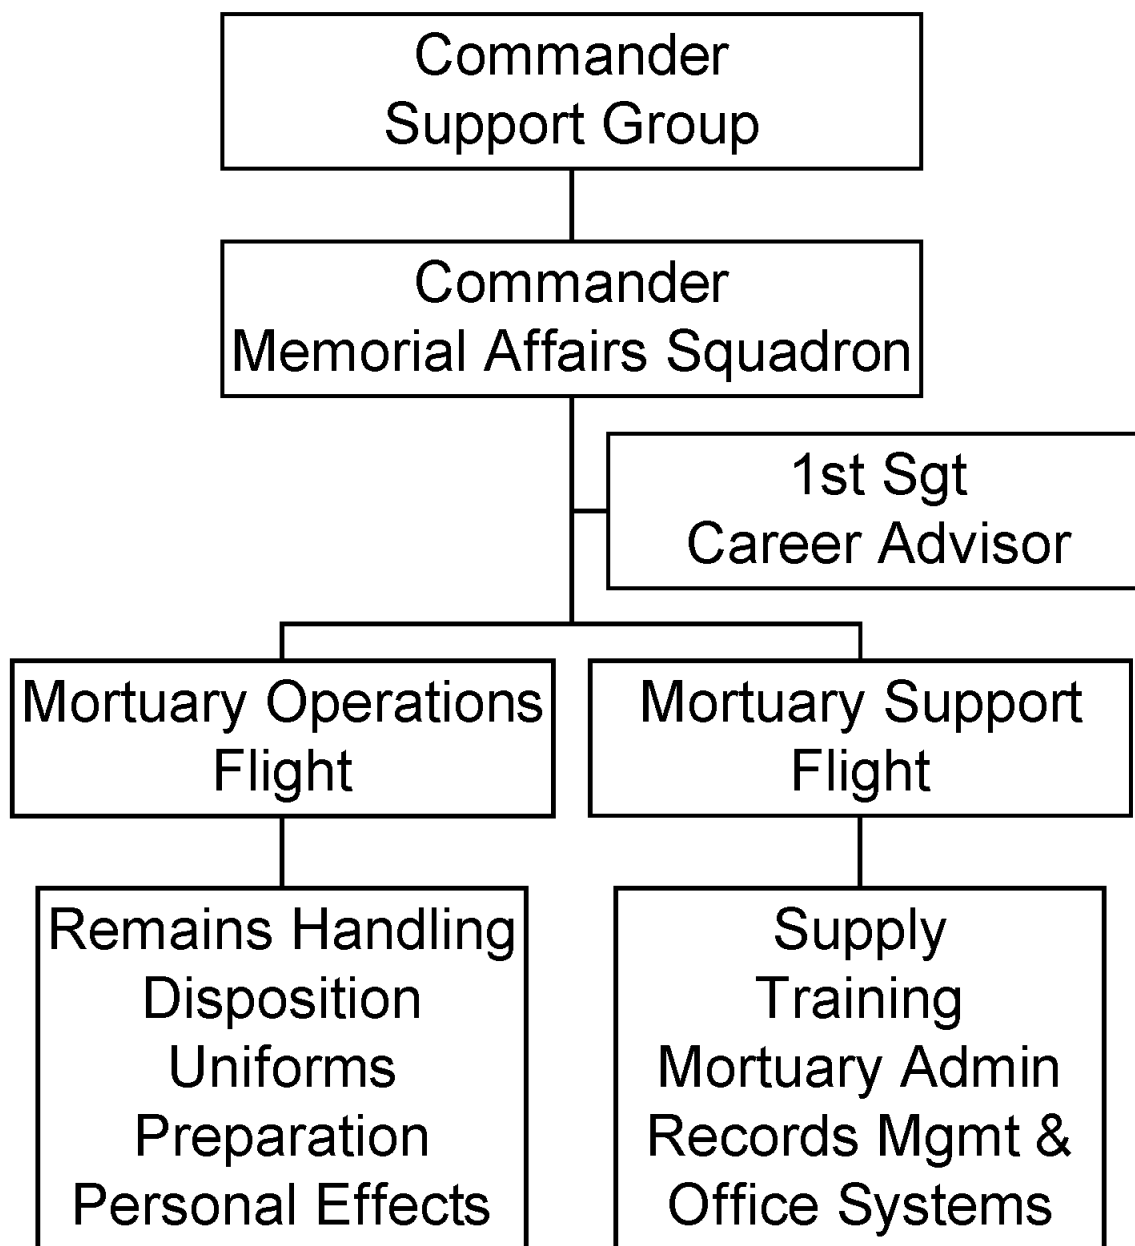 Commander
Support Group
Commander
Memorial Affairs Squadron
1st Sgt
Career Advisor
Mortuary Operations
Flight
Mortuary Support
Flight
Remains Handling
Disposition
Uniforms
Preparation
Personal Effects
Supply
Training
Mortuary Admin
Records Mgmt &
Office Systems